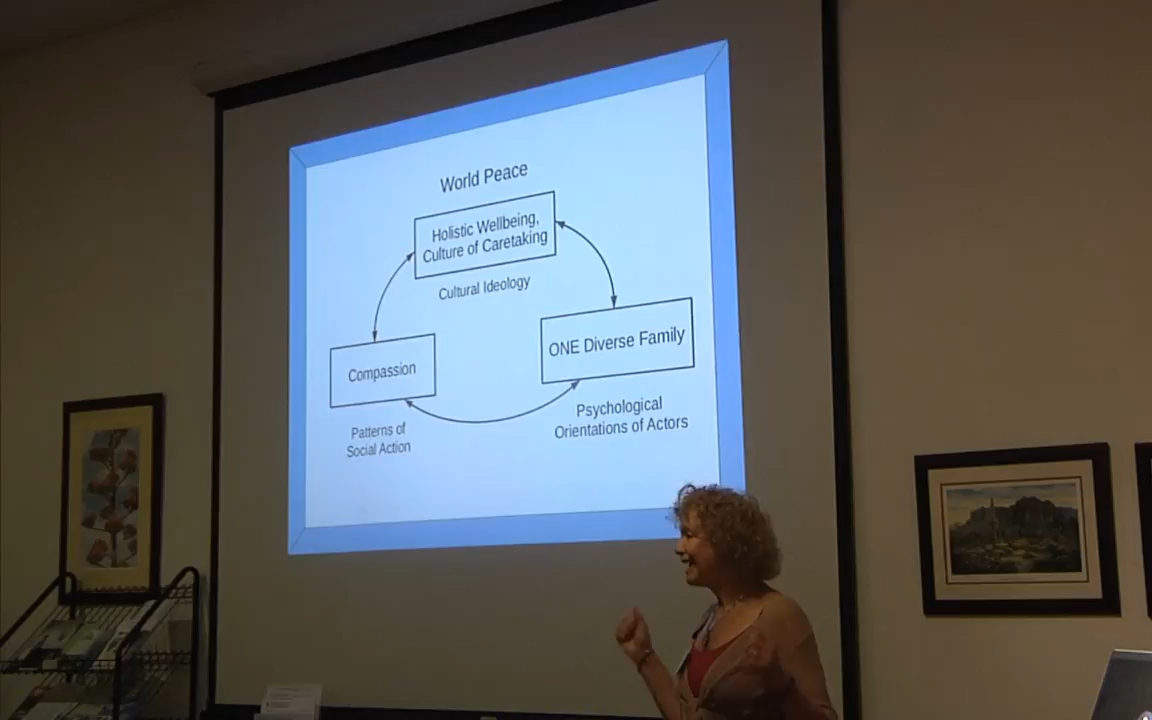 World Peace
Holistic Wellbeing,
Culture of Caretaking
Cultural Ideology
ONE Diverse Family
Compassion
Psychological
Orientations of Actors
Patterns of
Social Action